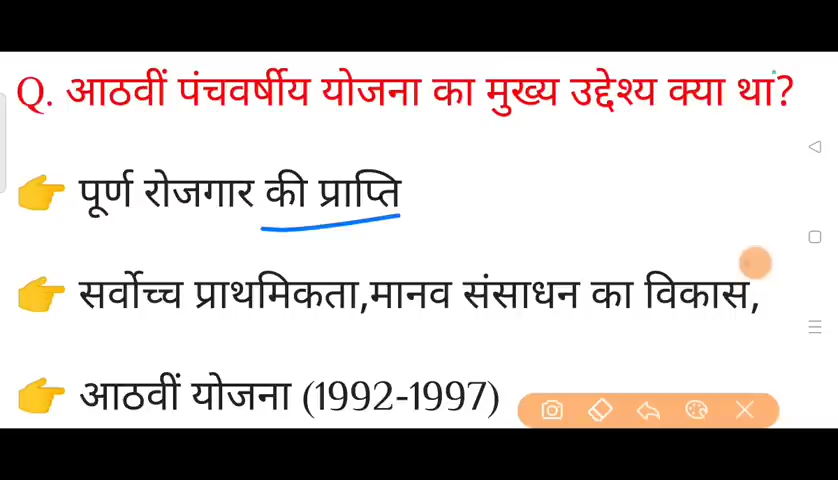 Q. आठवीं पंचवर्षीय योजना का मुख्य उद्देश्य क्या था?
👉 पूर्ण रोजगार की प्राप्ति
👉 सर्वोच्च प्राथमिकता,मानव संसाधन का विकास,
👉 आठवीं योजना (1992-1997)